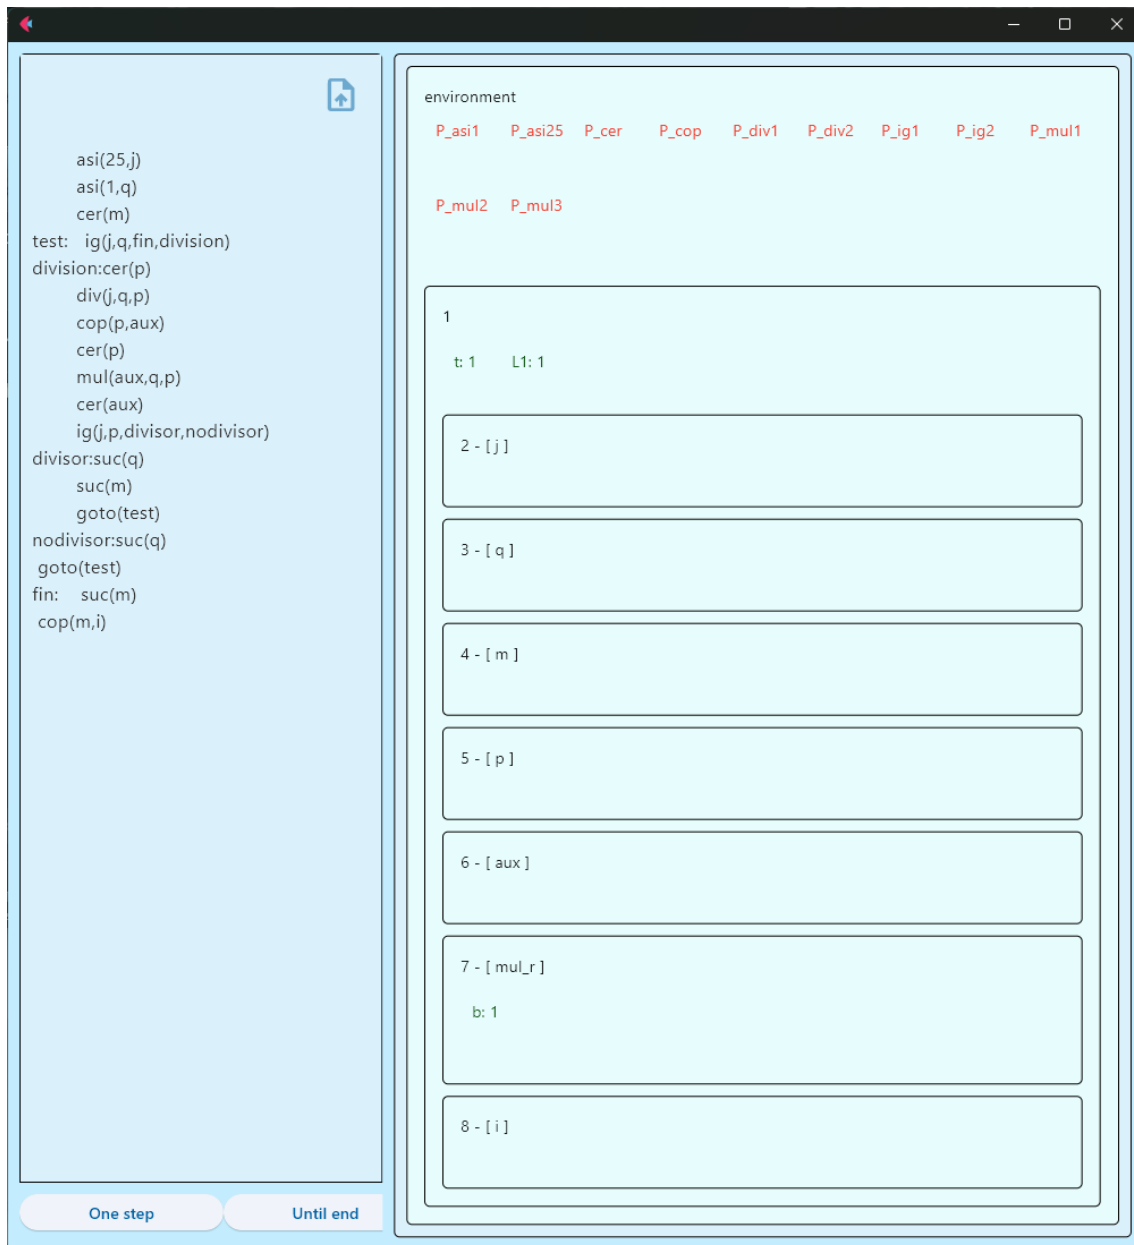 asi(25,j)
asi(1,q)
cer(m)
test: ig(j,q,fin,division)
division:cer(p)
div(j,q,p)
cop(p,aux)
cer(p)
mul(aux,q,p)
cer(aux)
ig(j,p,divisor,nodivisor)
divisor:suc(q)
suc(m)
goto(test)
nodivisor:suc(q)
goto(test)
fin: suc(m)
cop(m,i)
One step Until end
environment
P_asi1 P_asi25 P_cer P_cop P_div1 P_div2 P_ig1 P_ig2 P_mul1
P_mul2 P_mul3
1
t: 1 L1: 1
2 - [ j ]
3 - [ q ]
4 - [ m ]
5 - [ p ]
6 - [ aux ]
7 - [ mul_r ]
b: 1
8 - [ i ]